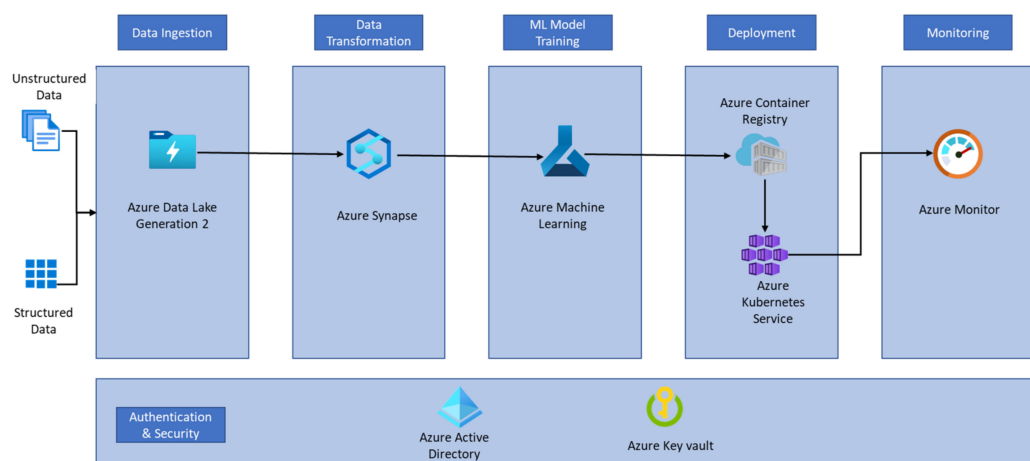 Data Ingestion
Data
Transformation
ML Model
Training
Deployment
Monitoring
Unstructured
Data
Structured
Data
Azure Data Lake
Generation 2
Azure Synapse
Azure Machine
Learning
Azure Container
Registry
Azure
Kubernetes
Service
Azure Monitor
Authentication
& Security
Azure Active
Directory
Azure Key vault